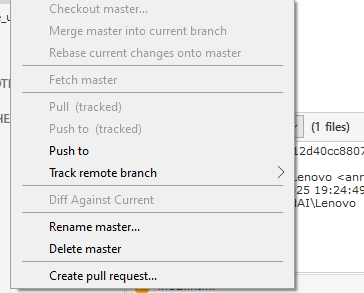 Checkout master...
Merge master into current branch
Rebase current changes onto master
Fetch master
Pull (tracked)
Push to (tracked)
Push to
Track remote branch
Diff Against Current
Rename master...
Delete master
Create pull request...
(1 files)
12d40cc8807
Lenovo <ann
25 19:24:49
NAI\Lenovo